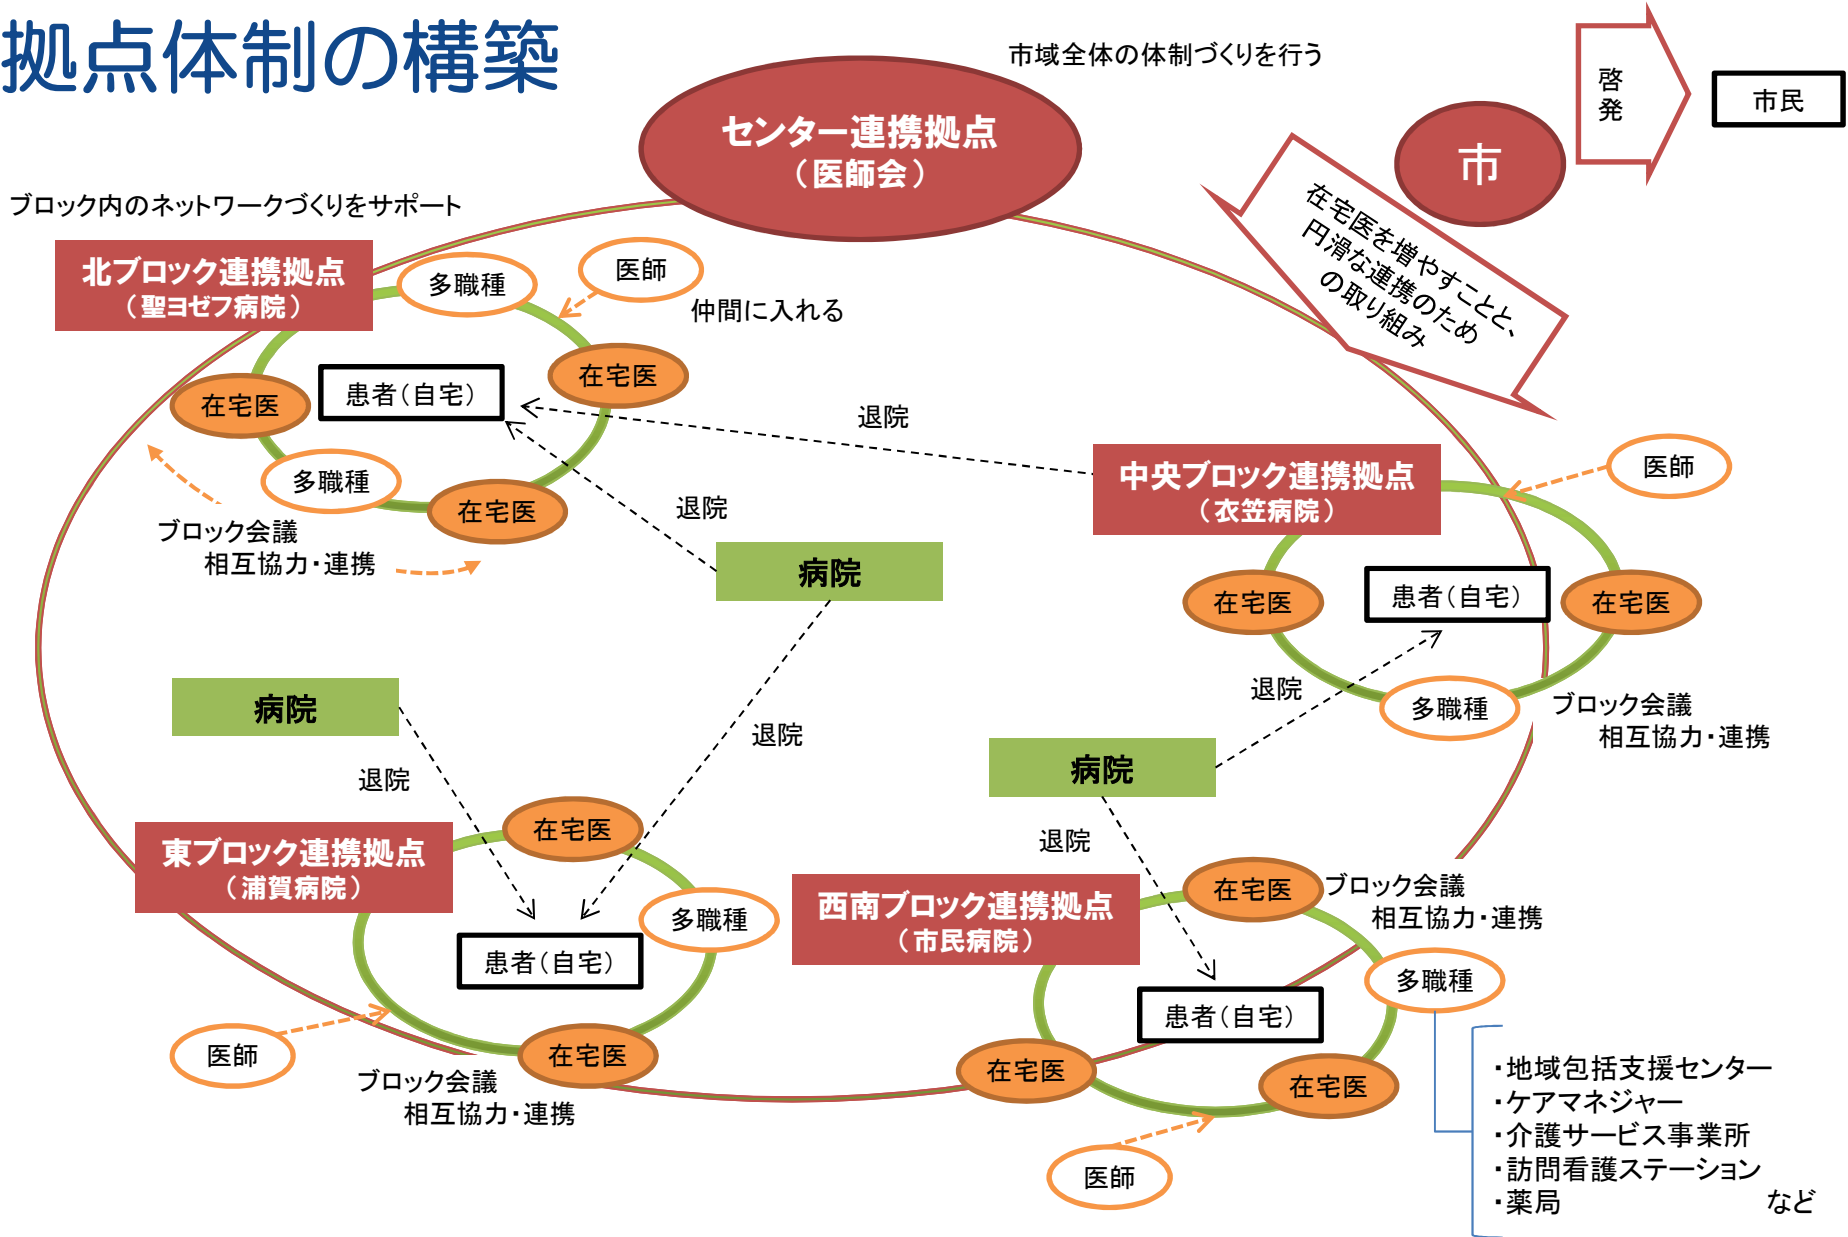 拠点体制の構築
市域全体の体制づくりを行う
啓
発
市民
センター連携拠点
（医師会）
市
ブロック内のネットワークづくりをサポート
在宅医を増やすことと、
円滑な連携のため
の取り組み
北ブロック連携拠点
（聖ヨゼフ病院）
多職種
医師
仲間に入れる
在宅医
患者（自宅）
在宅医
退院
多職種
在宅医
退院
ブロック会議
相互協力・連携
中央ブロック連携拠点
（衣笠病院）
医師
病院
在宅医
患者（自宅）
在宅医
退院
多職種
ブロック会議
相互協力・連携
病院
退院
病院
退院
退院
東ブロック連携拠点
（浦賀病院）
在宅医
多職種
患者（自宅）
医師
在宅医
ブロック会議
相互協力・連携
西南ブロック連携拠点
（市民病院）
在宅医
ブロック会議
相互協力・連携
多職種
患者（自宅）
在宅医
在宅医
医師
・地域包括支援センター
・ケアマネジャー
・介護サービス事業所
・訪問看護ステーション
・薬局 など